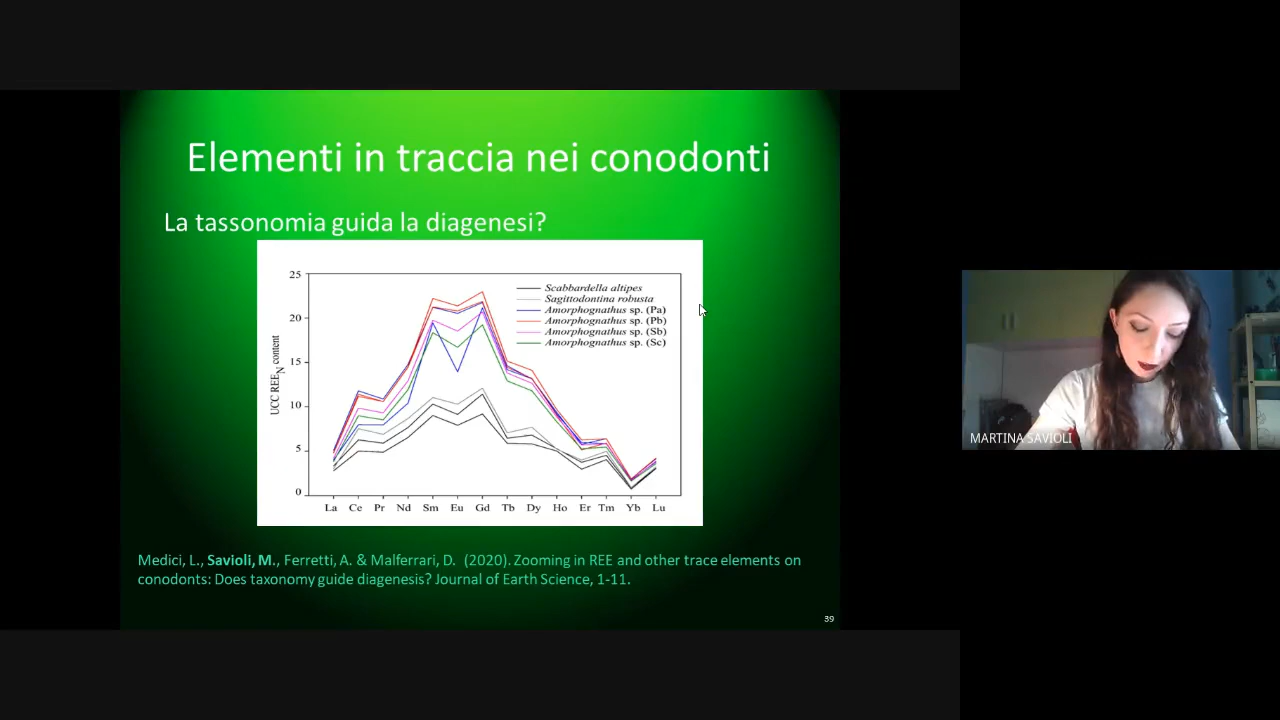 Elementi in traccia nei conodonti
La tassonomia guida la diagenesi?
25
20
15
10
5
0
UCC REE_N content
Scabbardella altipes
Sagittodontina robusta
Amorphognathus sp. (Pa)
Amorphognathus sp. (Pb)
Amorphognathus sp. (Sb)
Amorphognathus sp. (Sc)
La Ce Pr Nd Sm Eu Gd Tb Dy Ho Er Tm Yb Lu
Medici, L., Savioli, M., Ferretti, A. & Malferrari, D. (2020). Zooming in REE and other trace elements on
conodonts: Does taxonomy guide diagenesis? Journal of Earth Science, 1-11.
39
MARTINA SAVIOLI